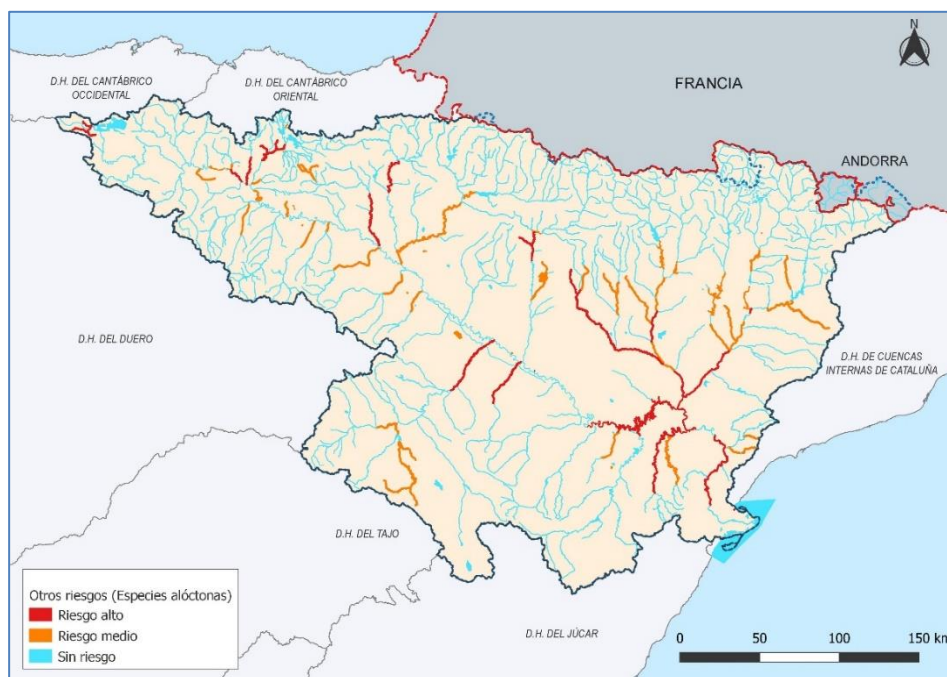 N
D.H. DEL CANTÁBRICO
OCCIDENTAL
D.H. DEL CANTÁBRICO
ORIENTAL
FRANCIA
ANDORRA
D.H. DEL DUERO
D.H. DE CUENCAS
INTERNAS DE CATALUÑA
D.H. DEL TAJO
D.H. DEL JÚCAR
Otros riesgos (Especies alóctonas)
Riesgo alto
Riesgo medio
Sin riesgo
0 50 100 150 km